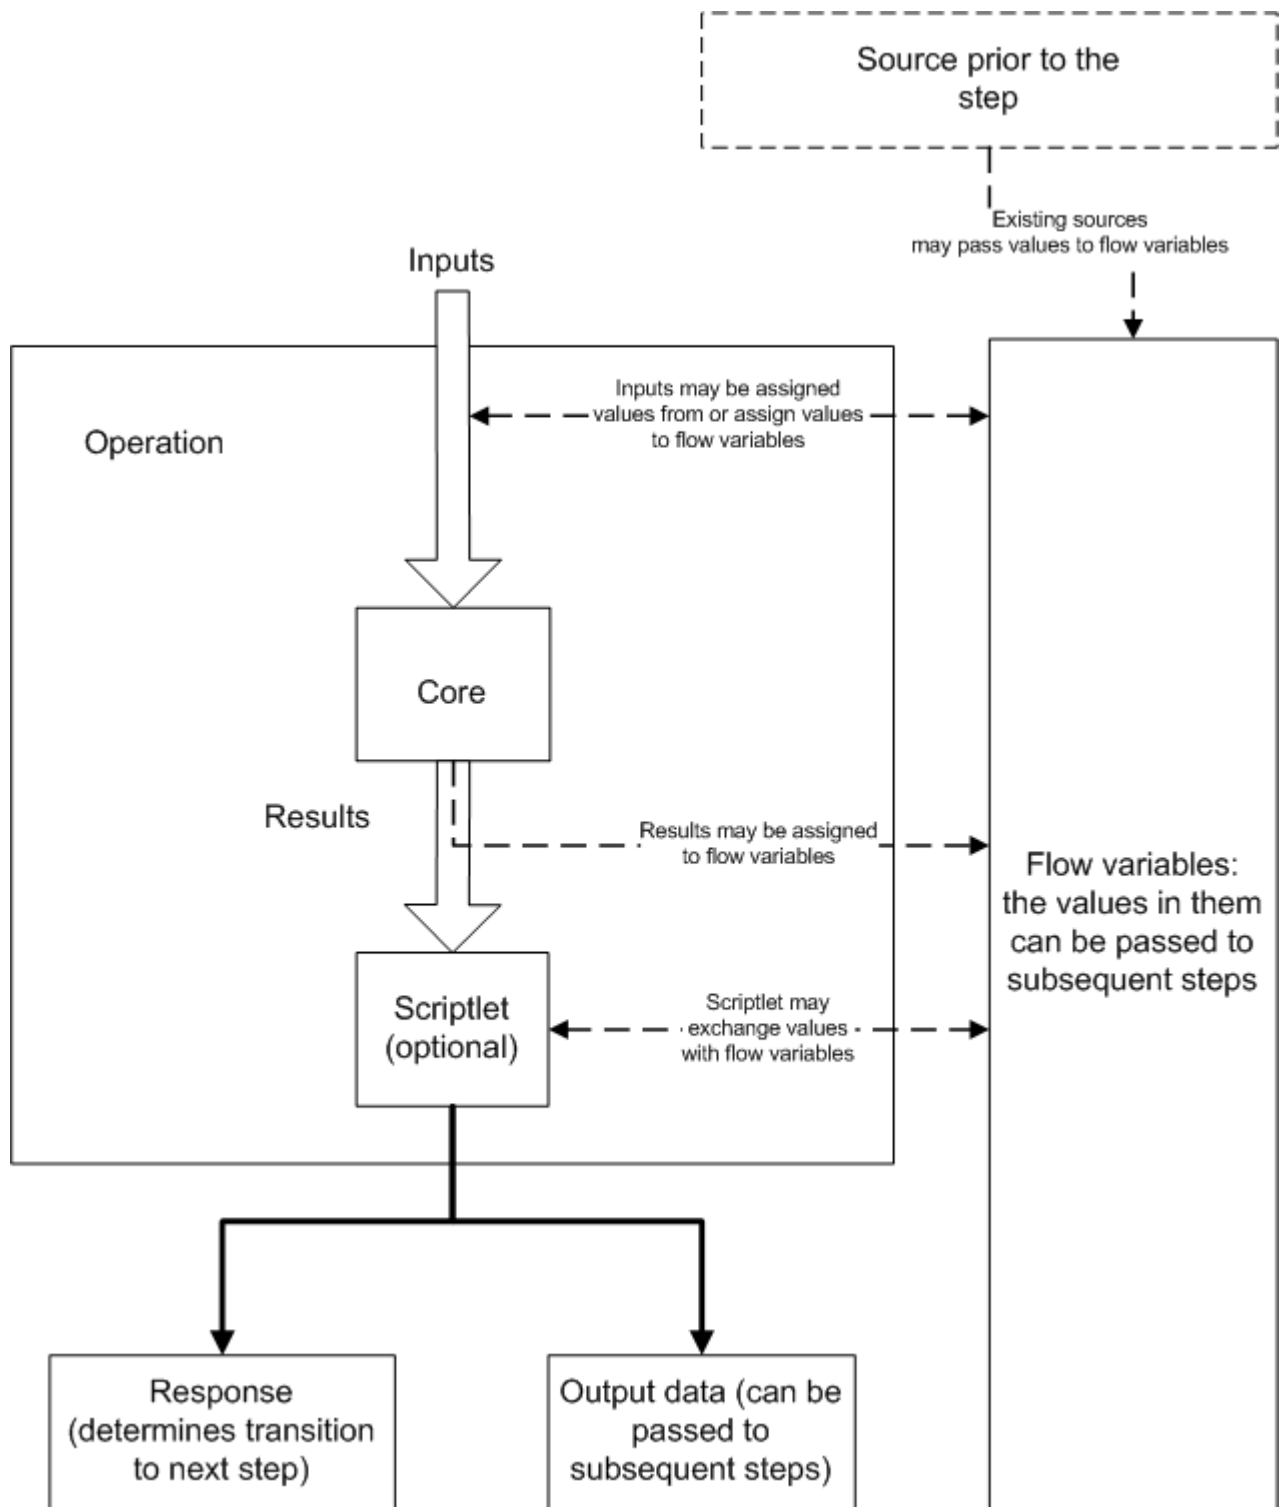 Source prior to the
step
Existing sources
may pass values to flow variables
Inputs
Inputs may be assigned
values from or assign values
to flow variables
Operation
Core
Results
Results may be assigned
to flow variables
Flow variables:
the values in them
can be passed to
subsequent steps
Scriptlet
(optional)
Scriptlet may
exchange values
with flow variables
Response
(determines transition
to next step)
Output data (can be
passed to
subsequent steps)